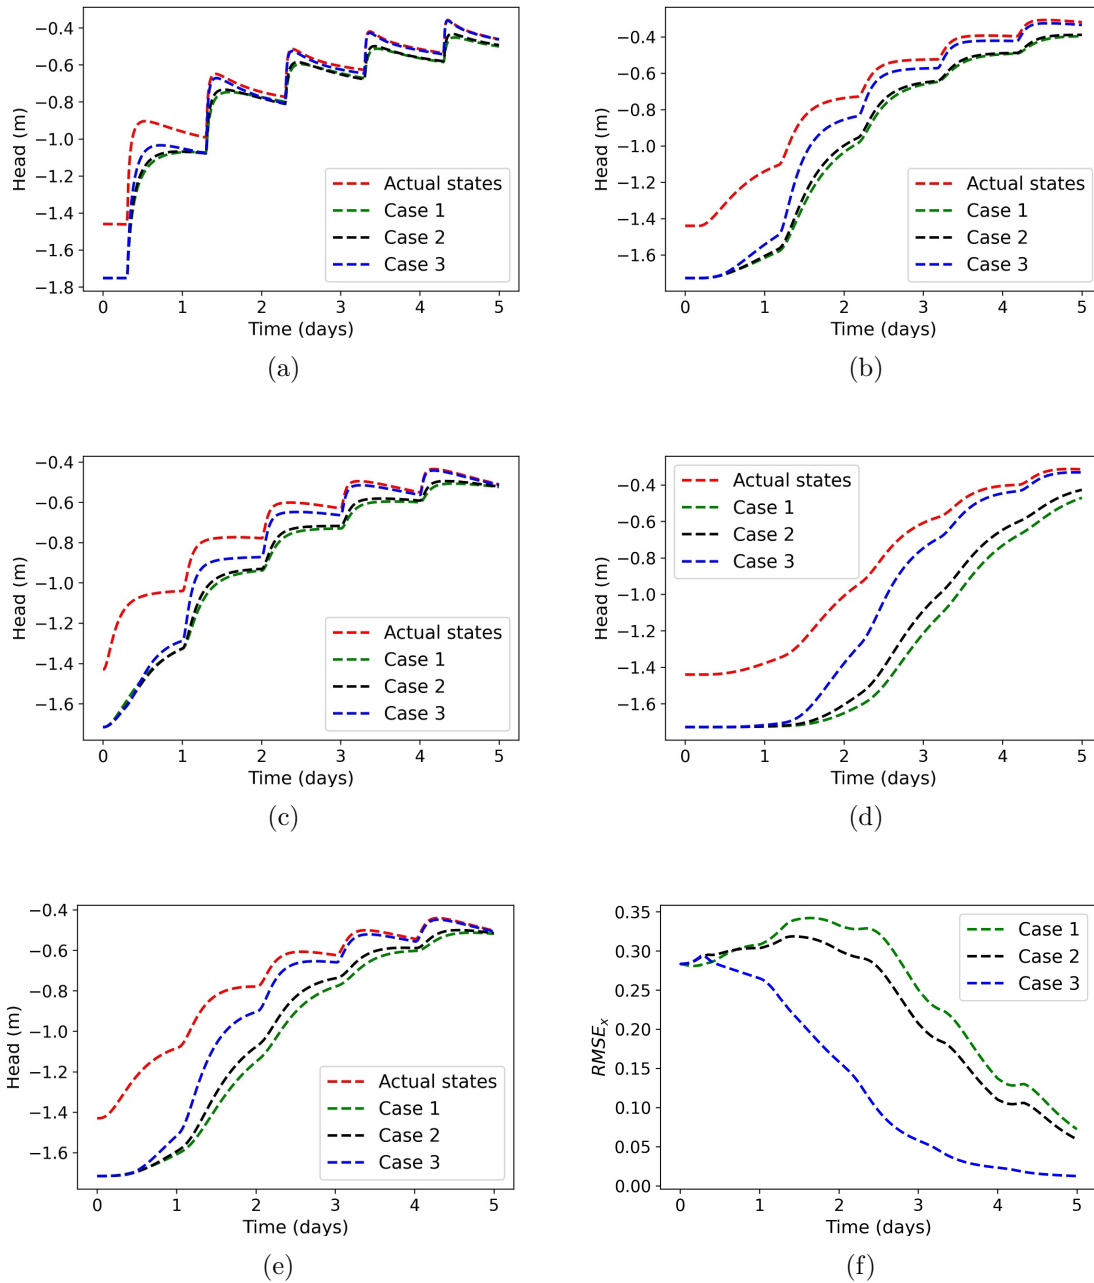 −0.4
−0.6
−0.8
−1.0
−1.2
−1.4
−1.6
−1.8
Head (m)
0 1 2 3 4 5
Time (days)
Actual states
Case 1
Case 2
Case 3
(a)
−0.4
−0.6
−0.8
−1.0
−1.2
−1.4
−1.6
Head (m)
0 1 2 3 4 5
Time (days)
Actual states
Case 1
Case 2
Case 3
(b)
−0.4
−0.6
−0.8
−1.0
−1.2
−1.4
−1.6
Head (m)
0 1 2 3 4 5
Time (days)
Actual states
Case 1
Case 2
Case 3
(c)
−0.4
−0.6
−0.8
−1.0
−1.2
−1.4
−1.6
Head (m)
0 1 2 3 4 5
Time (days)
Actual states
Case 1
Case 2
Case 3
(d)
−0.4
−0.6
−0.8
−1.0
−1.2
−1.4
−1.6
Head (m)
0 1 2 3 4 5
Time (days)
Actual states
Case 1
Case 2
Case 3
(e)
0.35
0.30
0.25
0.20
0.15
0.10
0.05
0.00
RMSEₓ
0 1 2 3 4 5
Time (days)
Case 1
Case 2
Case 3
(f)